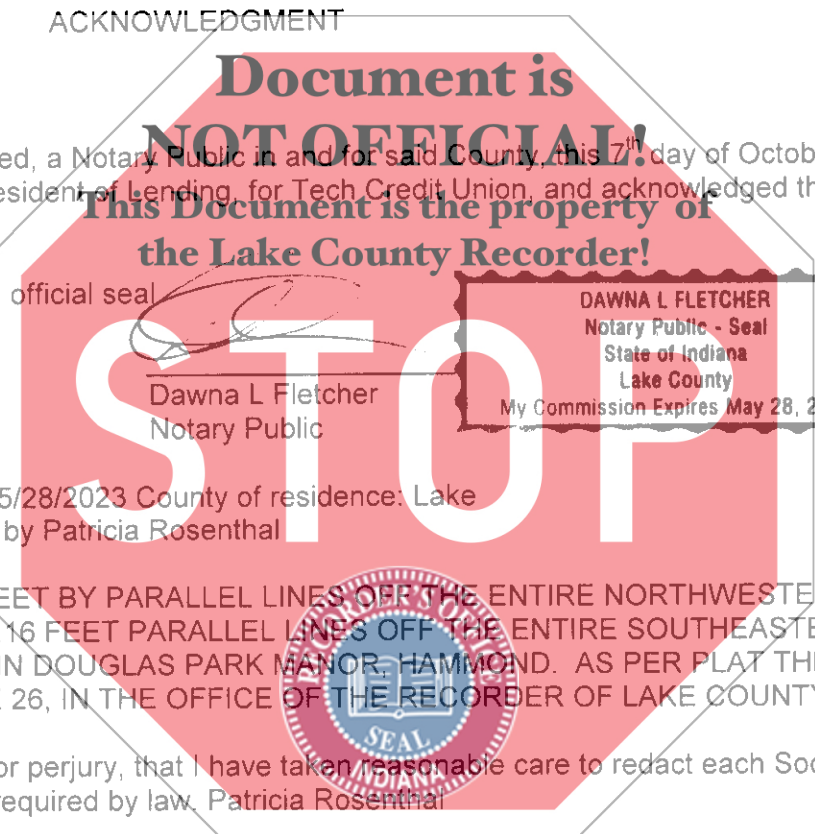 ACKNOWLEDGMENT
Document is
NOT OFFICIAL!
ed, a Notary Public in and for said County, this 7th day of Octob
This Document is the property of
esident of Lending, for Tech Credit Union, and acknowledged th
the Lake County Recorder!
official seal
DAWNA L FLETCHER
Notary Public - Seal
State of Indiana
Lake County
My Commission Expires May 28, 2
Dawna L Fletcher
Notary Public
STOP
5/28/2023 County of residence: Lake
by Patricia Rosenthal
EET BY PARALLEL LINES OFF THE ENTIRE NORTHWESTE
16 FEET PARALLEL LINES OFF THE ENTIRE SOUTHEASTE
IN DOUGLAS PARK MANOR, HAMMOND. AS PER PLAT THE
26, IN THE OFFICE OF THE RECORDER OF LAKE COUNTY
RECORDER'S OFFICE
SEAL
INDIANA
or perjury, that I have taken reasonable care to redact each Soc
required by law. Patricia Rosenthal